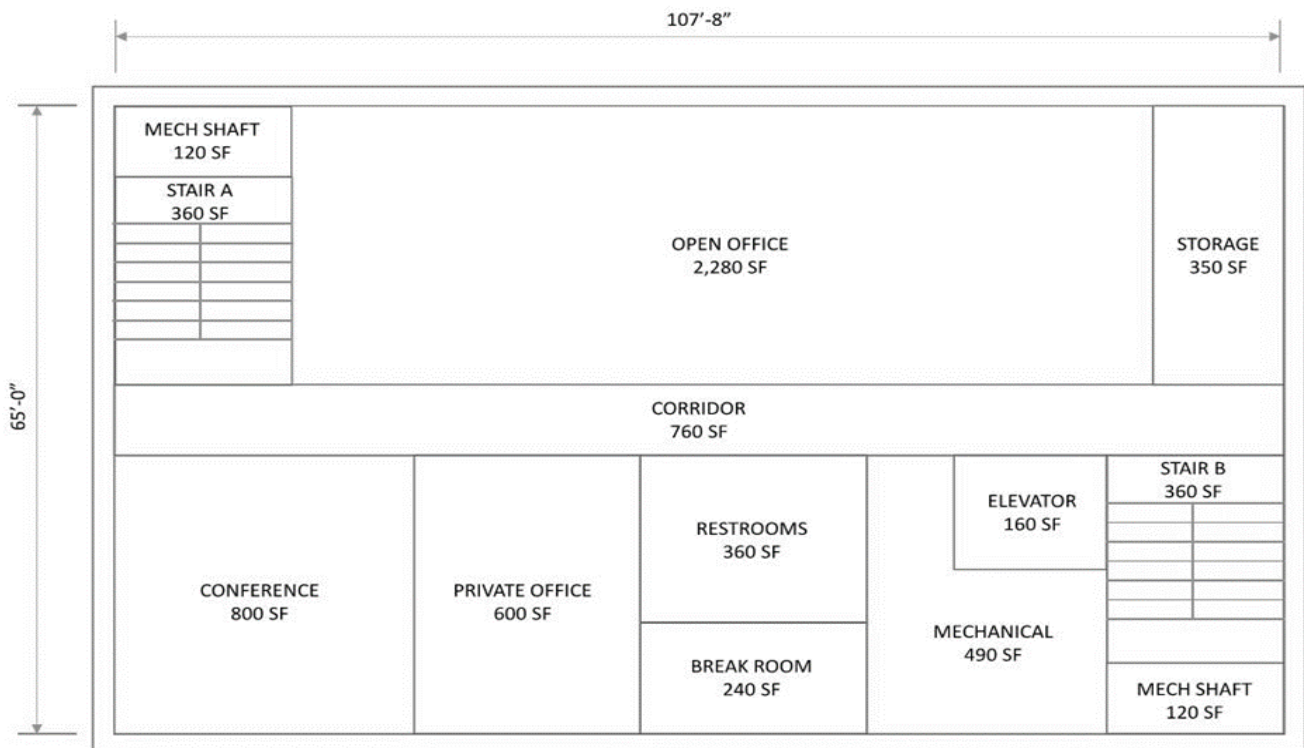 107’-8”
MECH SHAFT
120 SF
STAIR A
360 SF
OPEN OFFICE
2,280 SF
STORAGE
350 SF
65’-0”
CORRIDOR
760 SF
CONFERENCE
800 SF
PRIVATE OFFICE
600 SF
RESTROOMS
360 SF
BREAK ROOM
240 SF
ELEVATOR
160 SF
MECHANICAL
490 SF
STAIR B
360 SF
MECH SHAFT
120 SF